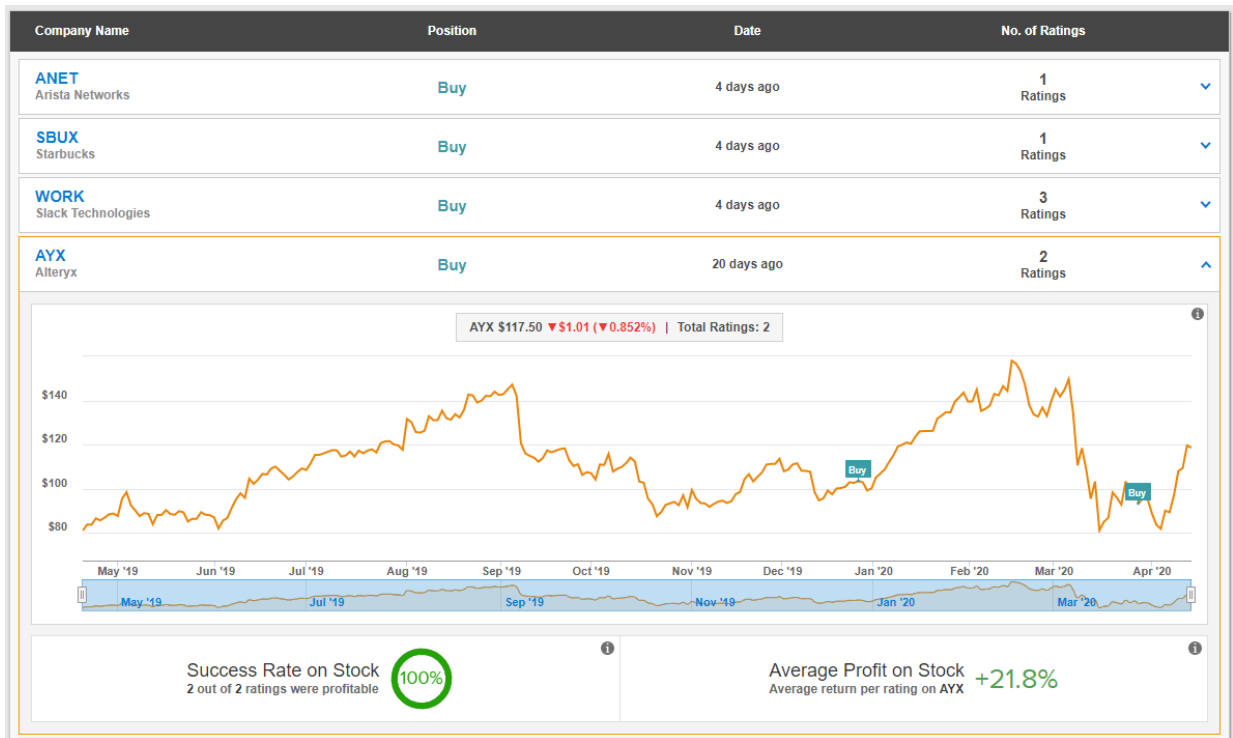 Company Name Position Date No. of Ratings
ANET
Arista Networks
Buy
4 days ago
1
Ratings
SBUX
Starbucks
Buy
4 days ago
1
Ratings
WORK
Slack Technologies
Buy
4 days ago
3
Ratings
AYX
Alteryx
Buy
20 days ago
2
Ratings
AYX $117.50 ▼$1.01 (▼0.852%) | Total Ratings: 2
$140
$120
$100
$80
Buy
Buy
May '19 Jun '19 Jul '19 Aug '19 Sep '19 Oct '19 Nov '19 Dec '19 Jan '20 Feb '20 Mar '20 Apr '20
May '19 Jul '19 Sep '19 Nov '19 Jan '20 Mar '20
Success Rate on Stock
2 out of 2 ratings were profitable
100%
Average Profit on Stock
Average return per rating on AYX
+21.8%